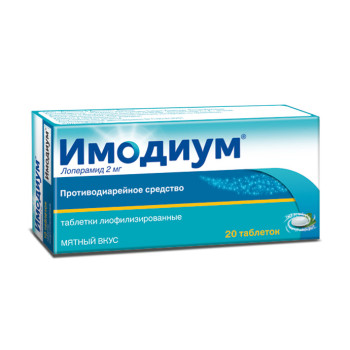 Имодиум®
Лоперамид 2 мг
Противодиарейное средство
таблетки лиофилизированные
МЯТНЫЙ ВКУС
20 таблеток